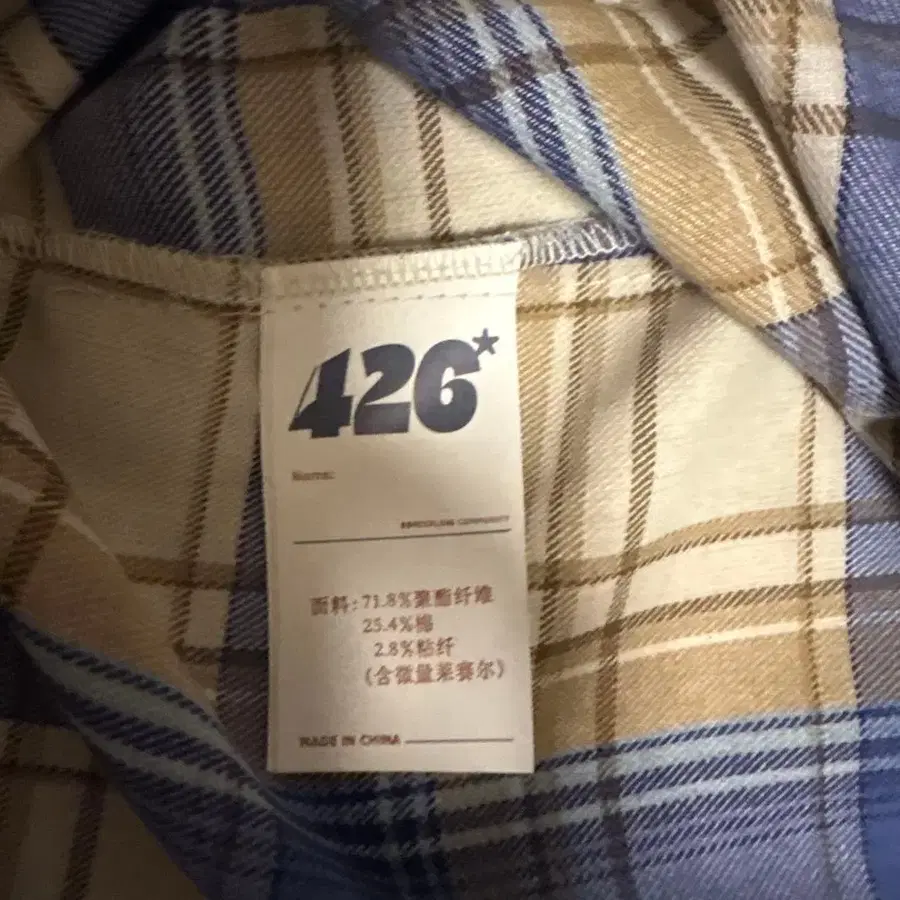 426★
Name:
面料:71.8%聚酯纤维
25.4%棉
2.8%粘纤
(含微量莱赛尔)
MADE IN CHINA